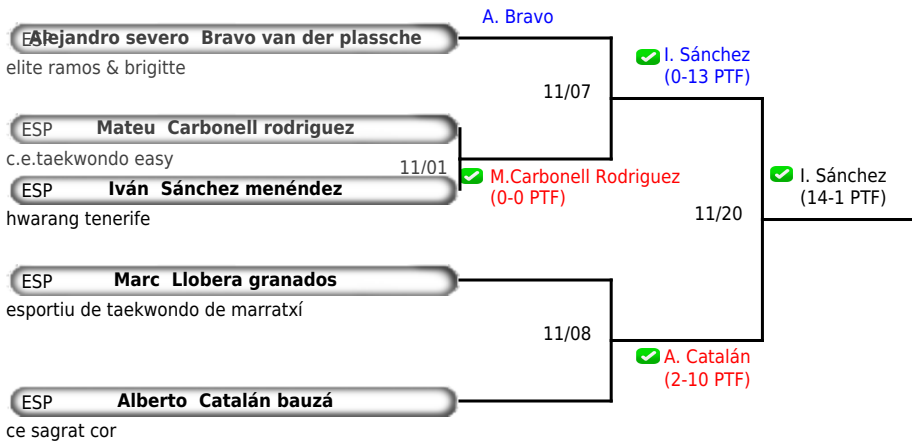 A. Bravo
ESP Alejandro severo Bravo van der plassche
elite ramos & brigitte
I. Sánchez
(0-13 PTF)
11/07
ESP Mateu Carbonell rodriguez
c.e.taekwondo easy
11/01
M.Carbonell Rodriguez
(0-0 PTF)
I. Sánchez
(14-1 PTF)
ESP Iván Sánchez menéndez
hwarang tenerife
11/20
ESP Marc Llobera granados
esportiu de taekwondo de marratxí
11/08
A. Catalán
(2-10 PTF)
ESP Alberto Catalán bauzá
ce sagrat cor